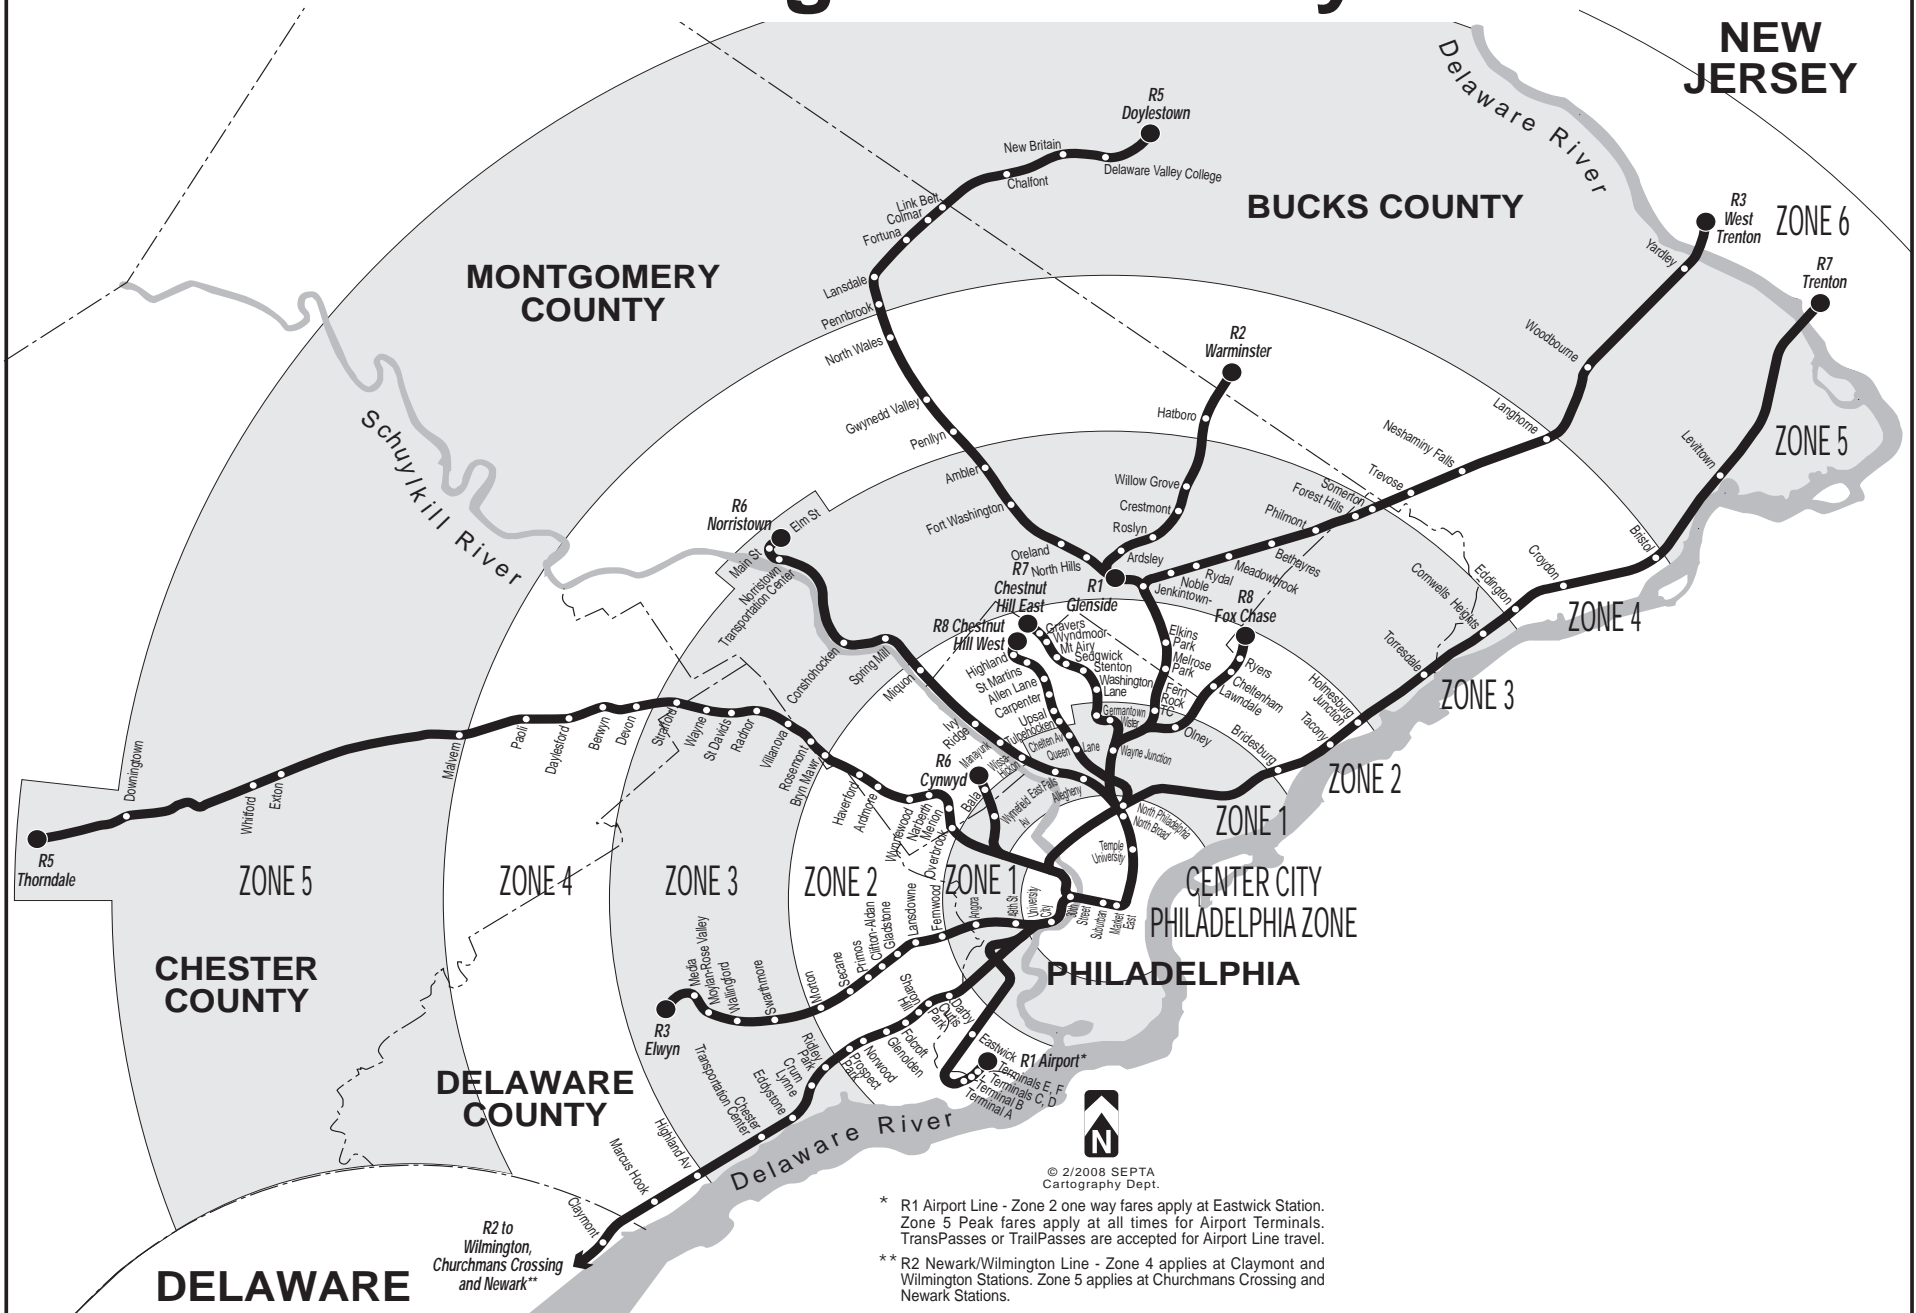 NEW
JERSEY
Delaware River
R5
Doylestown
New Britain
Chalfont
Delaware Valley College
Link Belt
Colmar
Fortuna
BUCKS COUNTY
R3
West
Trenton
ZONE 6
Yardley
R7
Trenton
MONTGOMERY
COUNTY
Lansdale
Pennbrook
North Wales
R2
Warminster
Woodbourne
Hatboro
Gwynedd Valley
Penllyn
Langhorne
Neshaminy Falls
Levittown
ZONE 5
Schuylkill River
Ambler
Trevose
Willow Grove
Somerton
Forest Hills
Crestmont
R6
Norristown
Elm St
Fort Washington
Philmont
Roslyn
Bristol
Main St
Norristown
Transportation Center
Oreland
North Hills
Ardsley
Bethayres
Meadowbrook
Rydal
Noble
Jenkintown-
Croydon
Eddington
Cornwells Heights
R7
Chestnut
Hill East
R1
Glenside
R8
Fox Chase
ZONE 4
R8 Chestnut
Hill West
Gravers
Wyndmoor
Mt Airy
Sedgwick
Stenton
Washington
Lane
Elkins
Park
Melrose
Park
Fern
Rock
TC
Ryers
Cheltenham
Lawndale
Torresdale
Conshohocken
Spring Mill
Miquon
Highland
St Martins
Allen Lane
Carpenter
Upsal
Tulpehocken
Chelten Av
Queen Lane
Germantown
Wister
Wayne Junction
Olney
Holmesburg
Junction
Tacony
Bridesburg
ZONE 3
Ivy
Ridge
Manayunk
Wissa-
hickon
East Falls
Allegheny
ZONE 2
R6
Cynwyd
Bala
Wynnefield
Av
North Philadelphia
North Broad
ZONE 1
Temple
University
Downingtown
Whitford
Exton
Malvern
Paoli
Daylesford
Berwyn
Devon
Strafford
Wayne
St Davids
Radnor
Villanova
Rosemont
Bryn Mawr
Haverford
Ardmore
Wynnewood
Narberth
Merion
Overbrook
R5
Thorndale
ZONE 5
ZONE 4
ZONE 3
ZONE 2
ZONE 1
CENTER CITY
PHILADELPHIA ZONE
University
City
30th
Street
Suburban
Market
East
49th St
Angora
Fernwood
Lansdowne
Gladstone
Clifton-Aldan
Primos
Secane
Morton
Swarthmore
Wallingford
Moylan-Rose Valley
Media
R3
Elwyn
CHESTER
COUNTY
PHILADELPHIA
Darby
Curtis
Park
Sharon
Hill
Folcroft
Glenolden
Norwood
Prospect
Park
Ridley
Park
Crum
Lynne
Eddystone
Chester
Transportation Center
Highland Av
Marcus Hook
Claymont
Eastwick
R1 Airport*
Terminals E, F
Terminals C, D
Terminal B
Terminal A
DELAWARE
COUNTY
Delaware River
N
© 2/2008 SEPTA
Cartography Dept.
R2 to
Wilmington,
Churchmans Crossing
and Newark**
DELAWARE
* R1 Airport Line - Zone 2 one way fares apply at Eastwick Station.
Zone 5 Peak fares apply at all times for Airport Terminals.
TransPasses or TrailPasses are accepted for Airport Line travel.
** R2 Newark/Wilmington Line - Zone 4 applies at Claymont and
Wilmington Stations. Zone 5 applies at Churchmans Crossing and
Newark Stations.